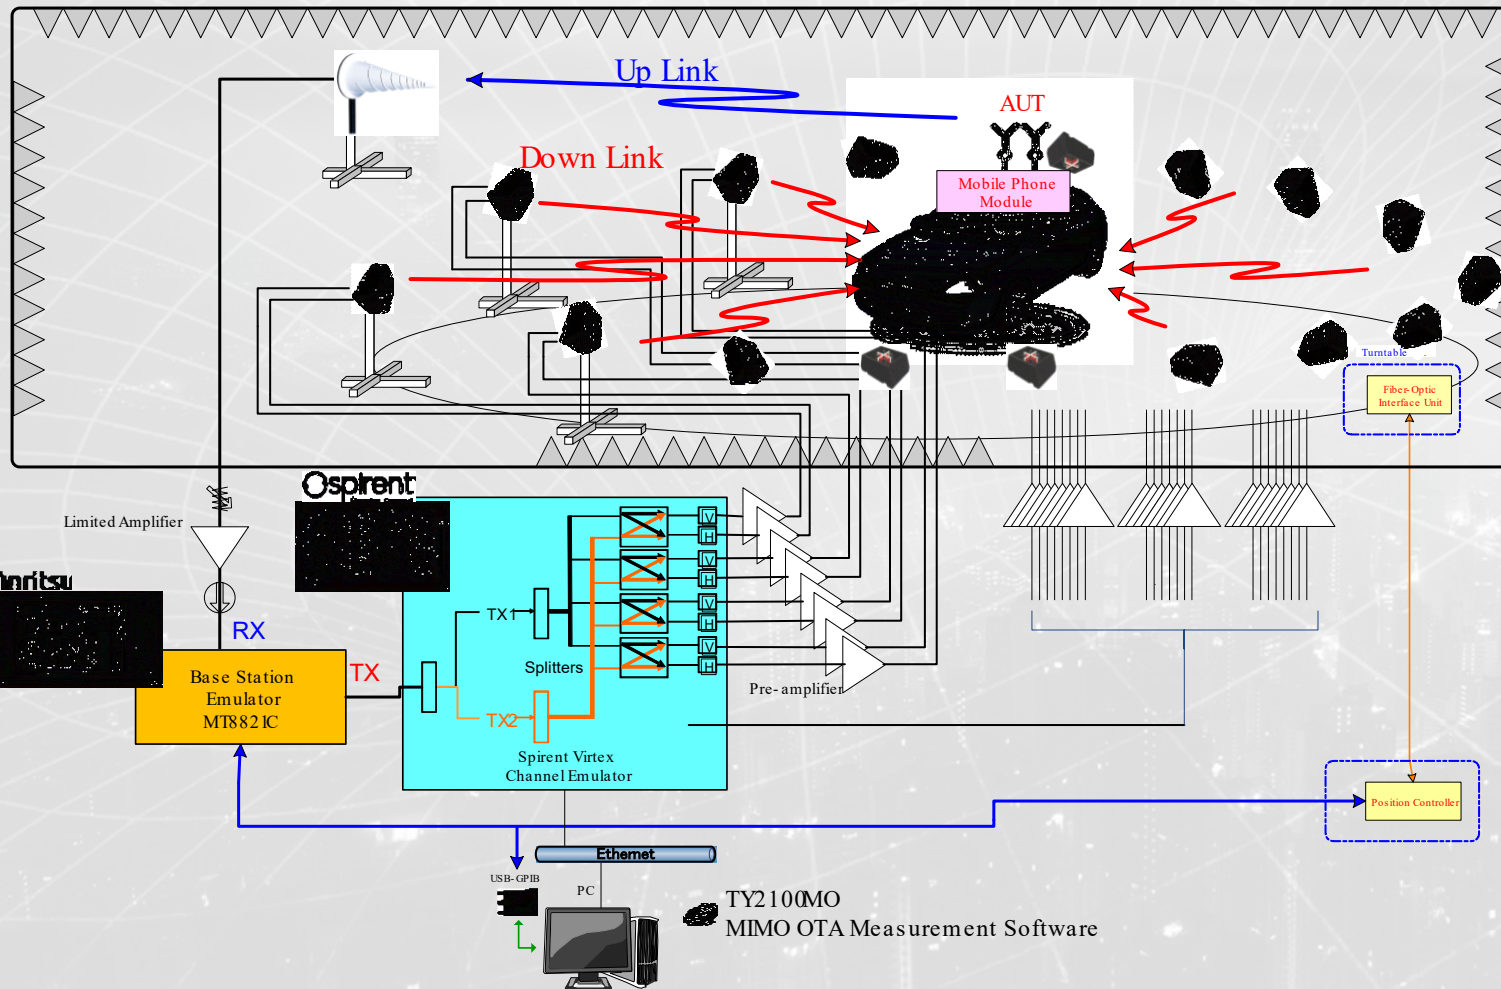 Up Link
AUT
Down Link
Mobile Phone
Module
Turntable
Fiber-Optic
Interface Unit
spirent
Limited Amplifier
RX
TX
Base Station
Emulator
MT8821C
TX1
Splitters
TX2
V
H
V
H
V
H
V
H
Pre-amplifier
Spirent Virtex
Channel Emulator
Position Controller
Ethernet
USB-GPIB
PC
TY2100MO
MIMO OTA Measurement Software